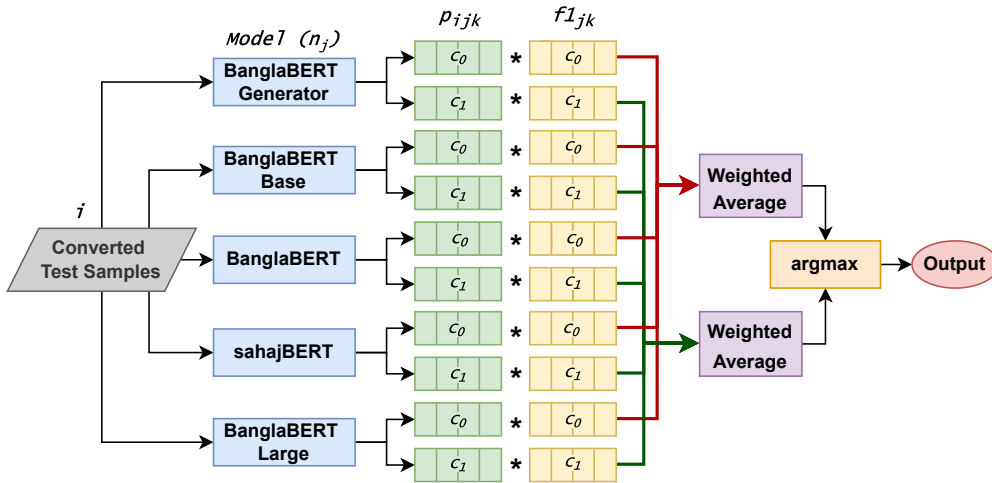 p_ijk f1_jk
Model (n_j)
BanglaBERT
Generator
c_0 * c_0
c_1 * c_1
BanglaBERT
Base
c_0 * c_0
c_1 * c_1
Weighted
Average
i
Converted
Test Samples
BanglaBERT
c_0 * c_0
c_1 * c_1
argmax
Output
sahajBERT
c_0 * c_0
c_1 * c_1
Weighted
Average
BanglaBERT
Large
c_0 * c_0
c_1 * c_1